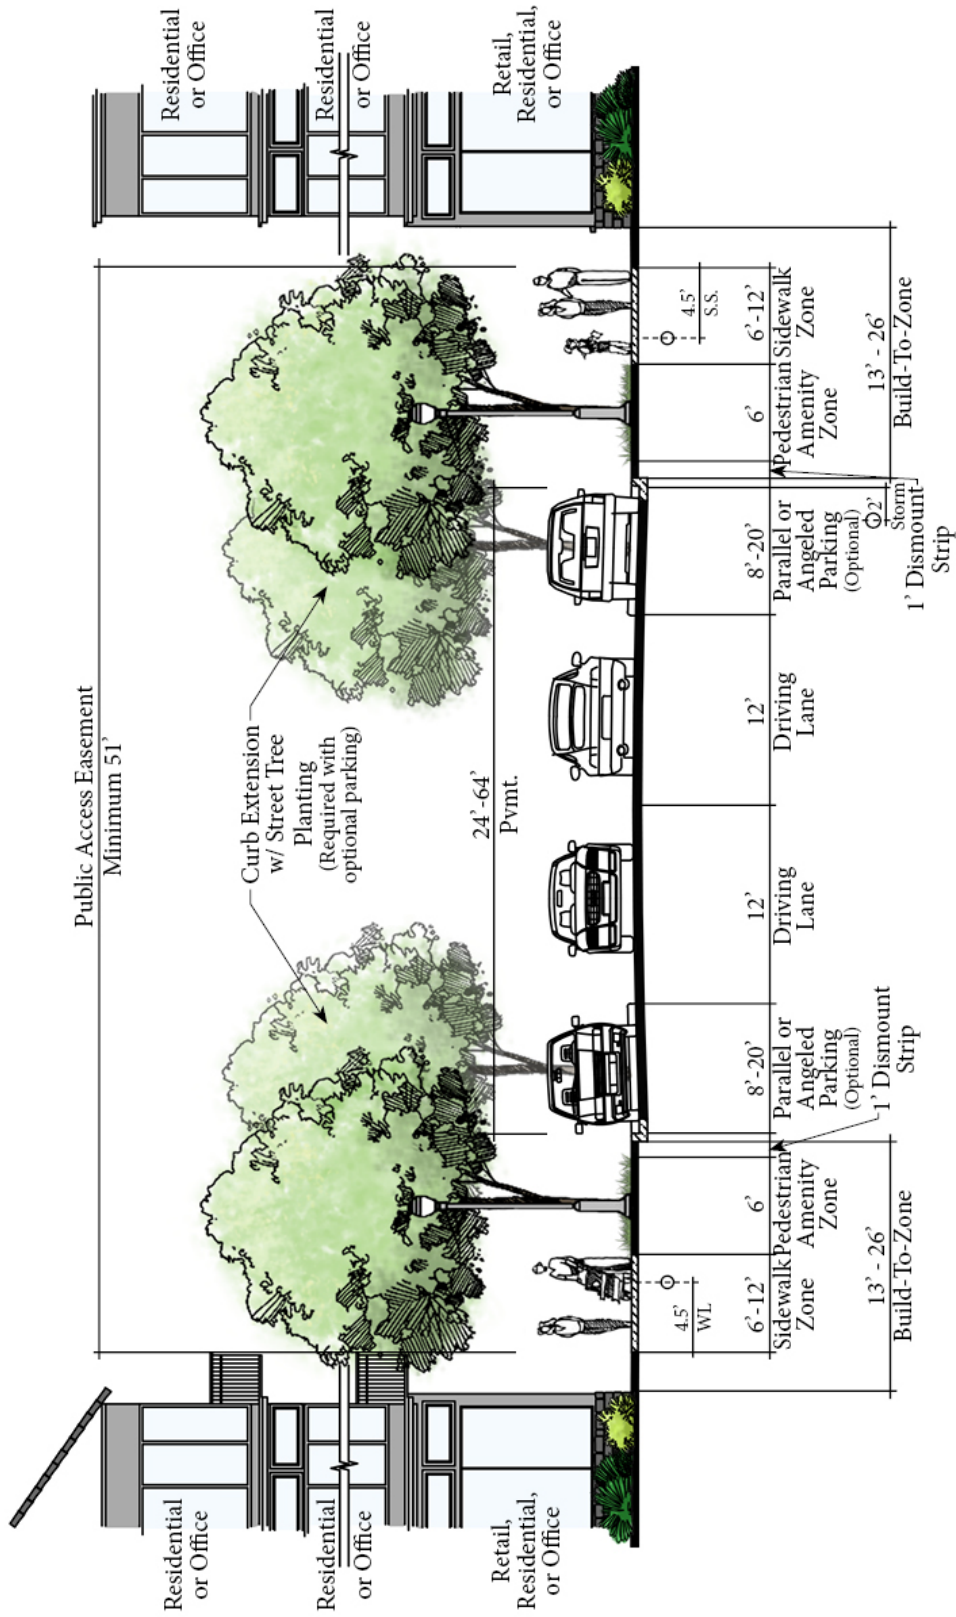 Public Access Easement
Minimum 51'
Residential
or Office
Residential
or Office
Retail,
Residential,
or Office
Residential
or Office
Residential
or Office
Retail,
Residential,
or Office
Curb Extension
w/ Street Tree
Planting
(Required with
optional parking)
24'-64'
Pvmt.
4.5'
WL
4.5'
S.S.
6'-12'
Sidewalk
Zone
6'
Pedestrian
Amenity
Zone
8'-20'
Parallel or
Angeled
Parking
(Optional)
12'
Driving
Lane
12'
Driving
Lane
8'-20'
Parallel or
Angeled
Parking
(Optional)
6'
Pedestrian
Amenity
Zone
6'-12'
Sidewalk
Zone
2'
Storm
1' Dismount
Strip
1' Dismount
Strip
13' - 26'
Build-To-Zone
13' - 26'
Build-To-Zone